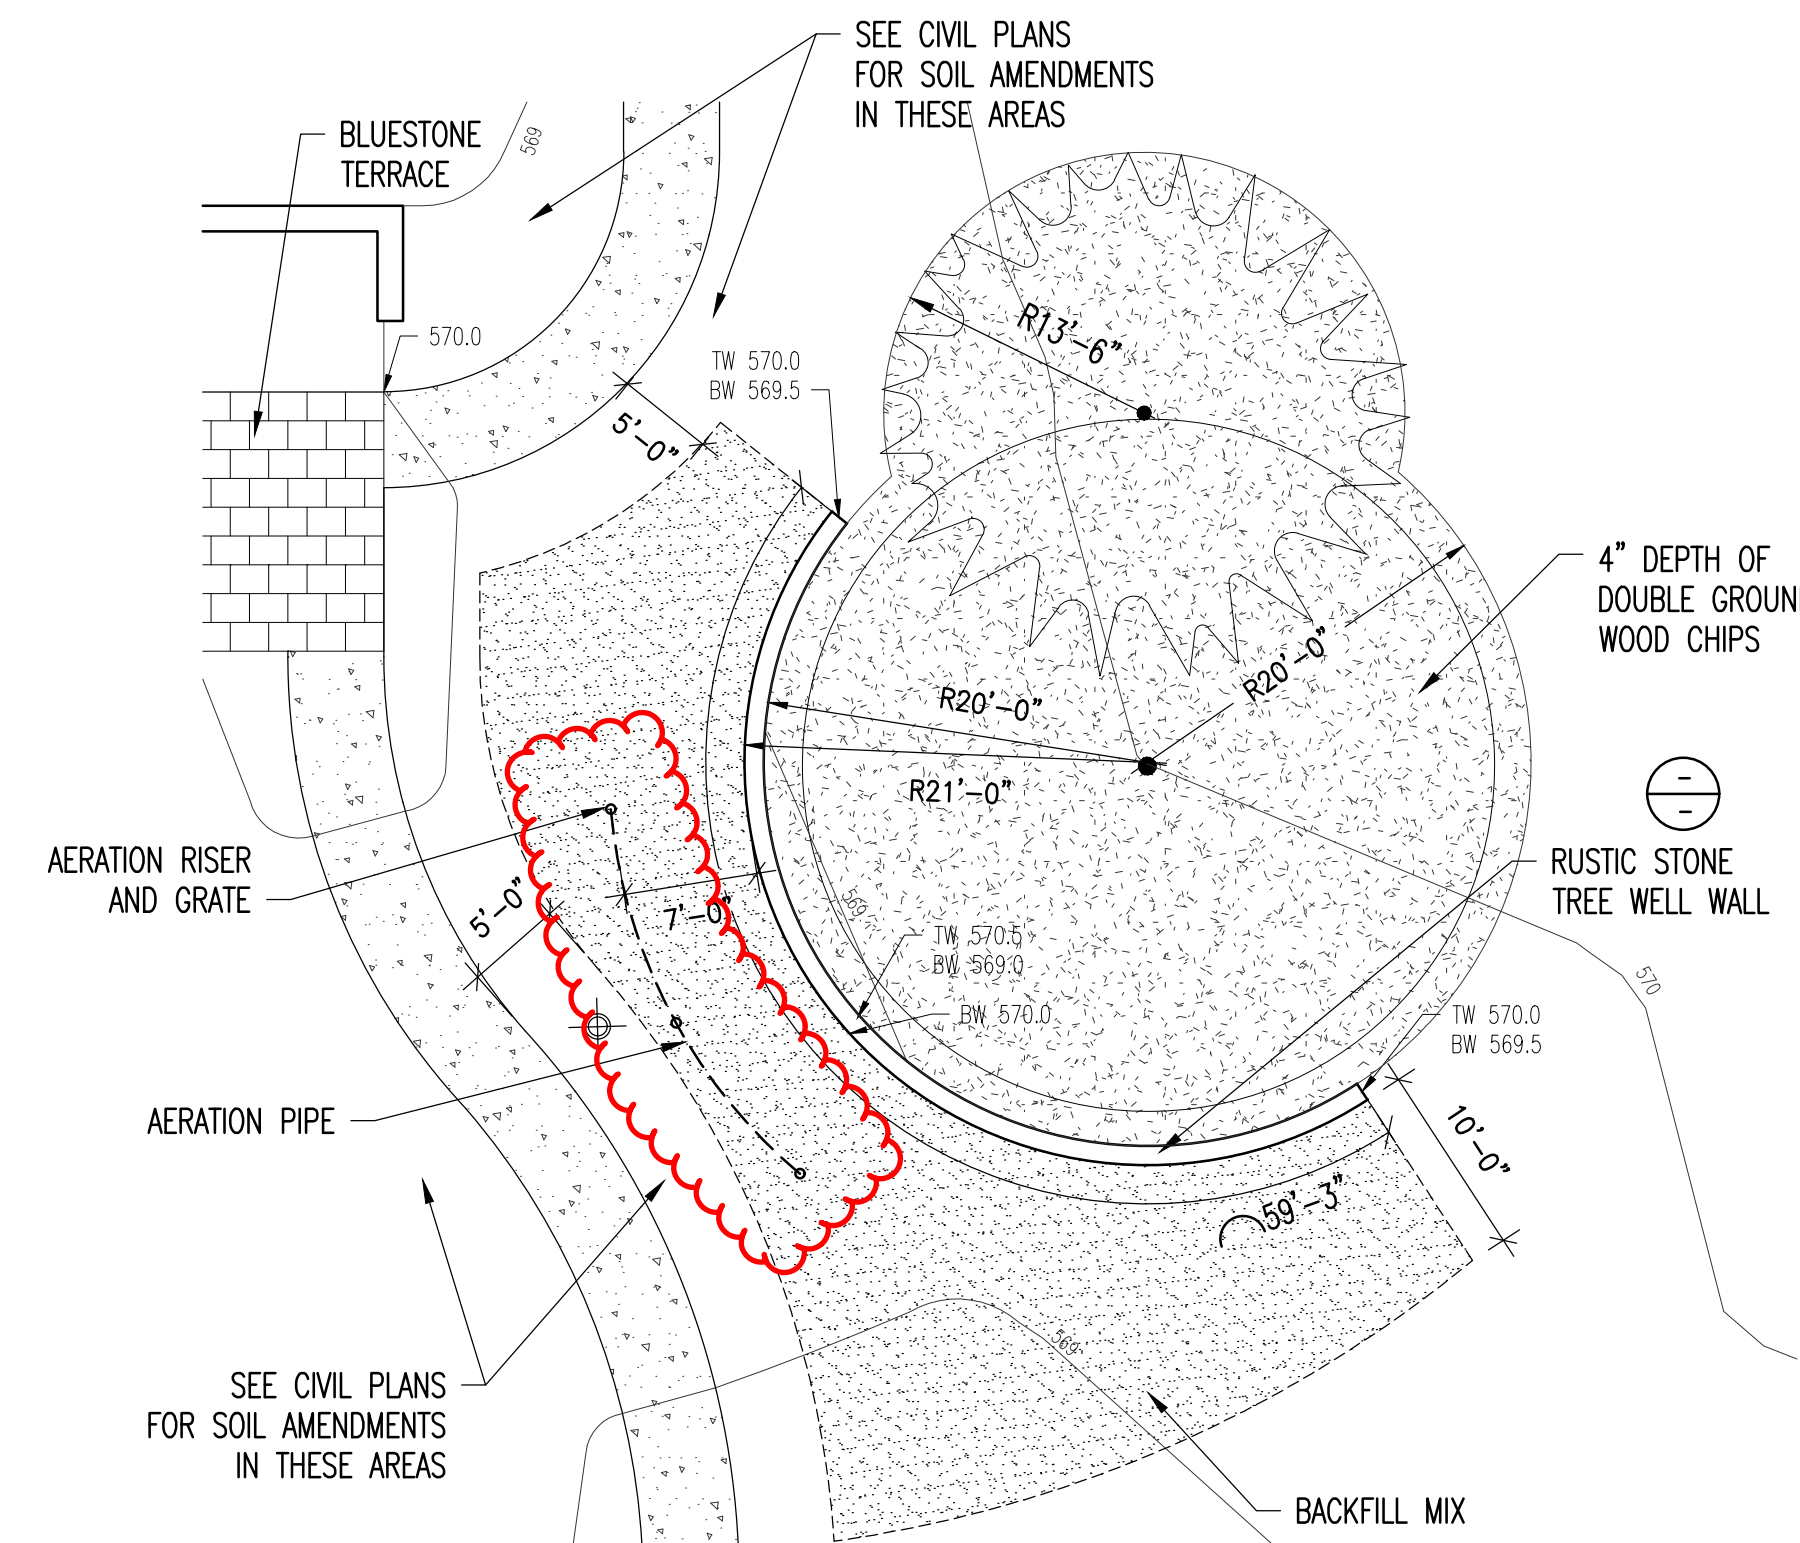 SEE CIVIL PLANS
FOR SOIL AMENDMENTS
IN THESE AREAS
BLUESTONE
TERRACE
569
570.0
TW 570.0
BW 569.5
R13'-6"
5'-0"
4" DEPTH OF
DOUBLE GROUN
WOOD CHIPS
R20'-0"
R20'-0"
R21'-0"
-
-
AERATION RISER
AND GRATE
RUSTIC STONE
TREE WELL WALL
5'-0"
7'-0"
569
TW 570.5
BW 569.0
BW 570.0
570
TW 570.0
BW 569.5
AERATION PIPE
10'-0"
59'-3"
569
SEE CIVIL PLANS
FOR SOIL AMENDMENTS
IN THESE AREAS
BACKFILL MIX